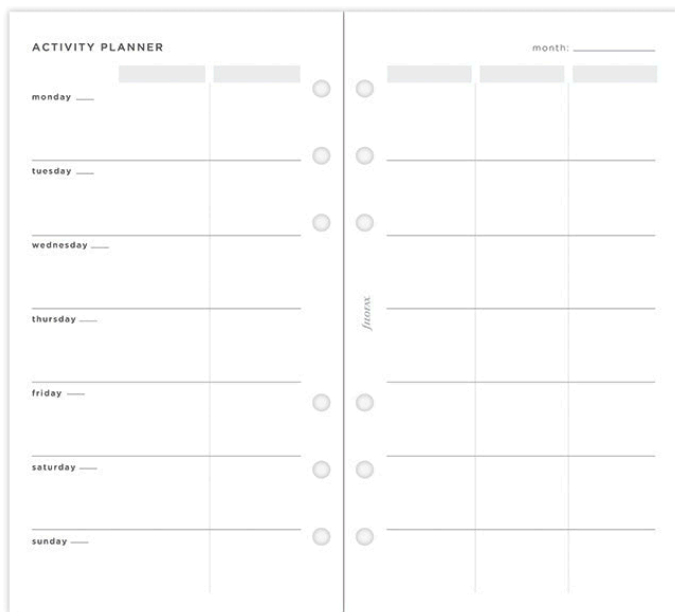 ACTIVITY PLANNER
month:
monday
tuesday
wednesday
thursday
friday
saturday
sunday
filofax